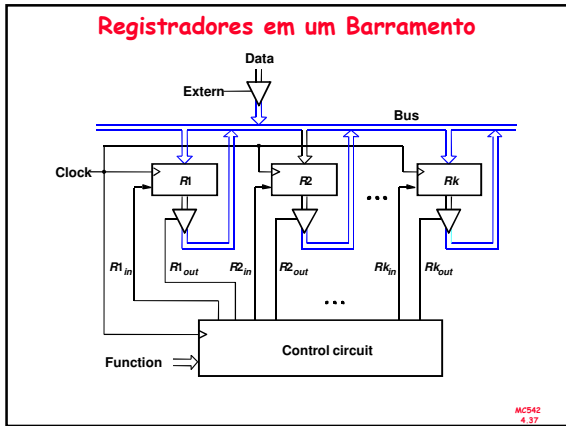 Registradores em um Barramento
Data
Extern
Bus
Clock
R1
R2
Rk
...
R1in
R1out
R2in
R2out
Rkin
Rkout
...
Control circuit
Function
MC542
4.37